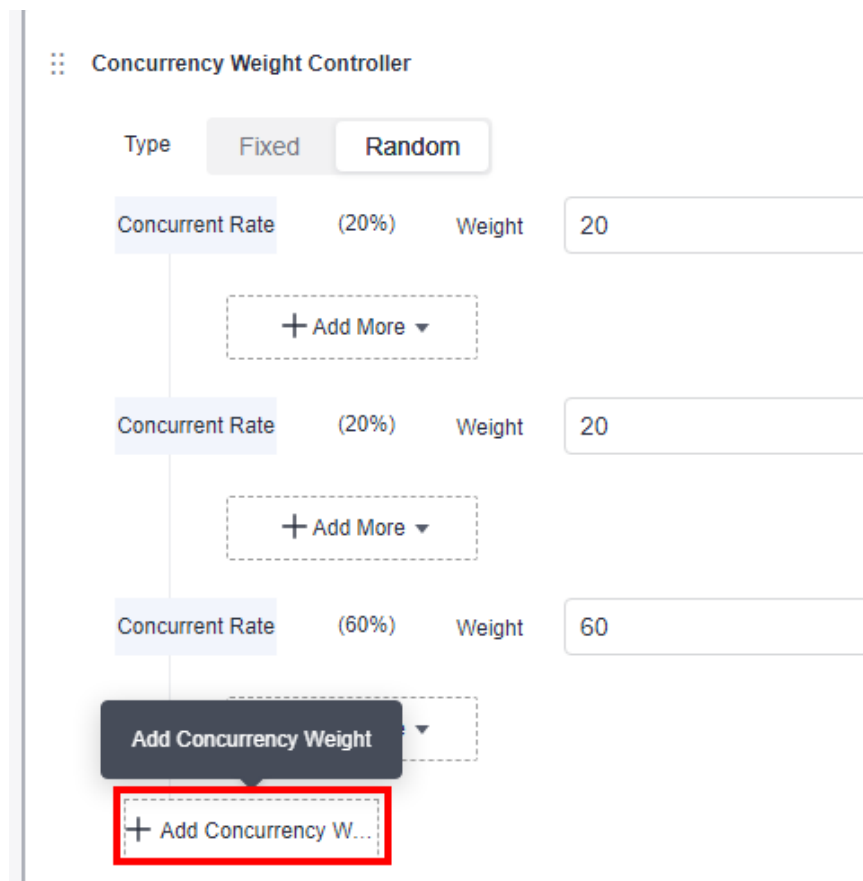 Concurrency Weight Controller
Type Fixed Random
Concurrent Rate (20%) Weight 20
Add More
Concurrent Rate (20%) Weight 20
Add More
Concurrent Rate (60%) Weight 60
Add Concurrency Weight
Add Concurrency W...